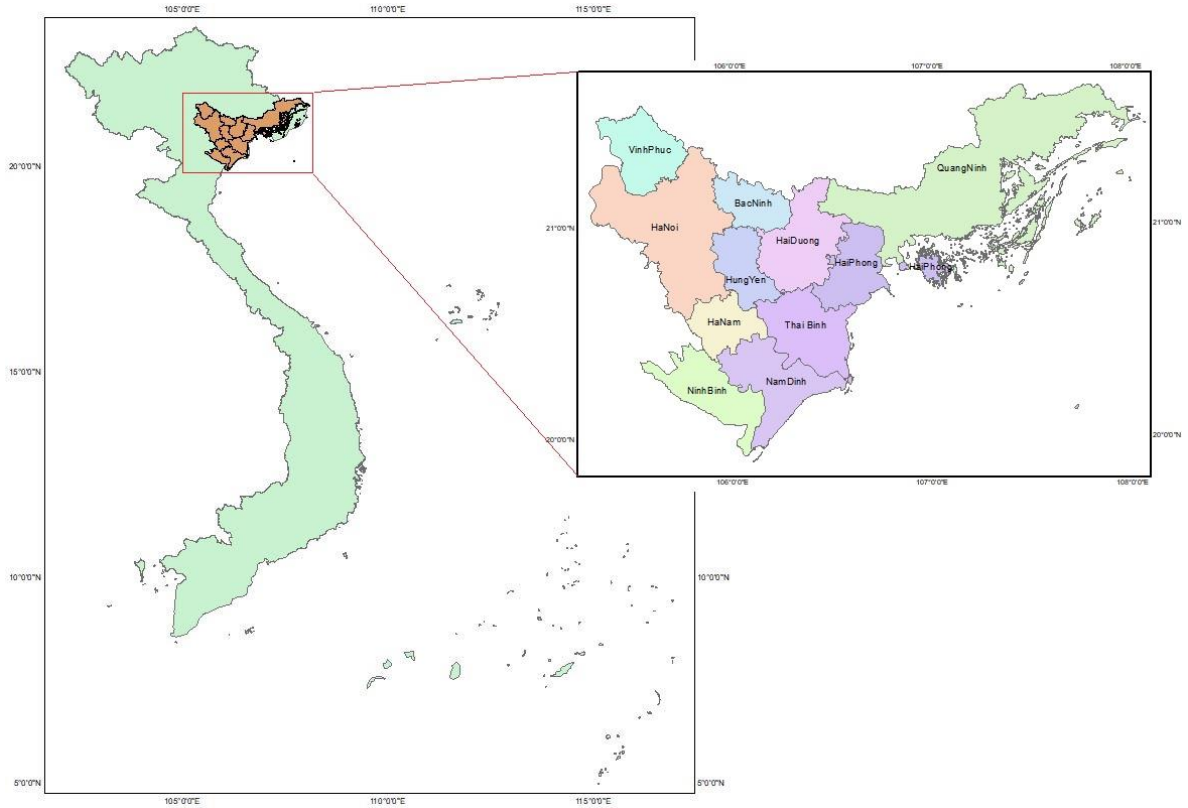 105°0'0"E
110°0'0"E
115°0'0"E
106°0'0"E
107°0'0"E
108°0'0"E
VinhPhuc
QuangNinh
20°0'0"N
BacNinh
21°0'0"N
21°0'0"N
HaNoi
HaiDuong
HaiPhong
HaiPhong
HungYen
HaNam
Thai Binh
15°0'0"N
NamDinh
NinhBinh
20°0'0"N
20°0'0"N
106°0'0"E
107°0'0"E
108°0'0"E
10°0'0"N
10°0'0"N
5°0'0"N
5°0'0"N
105°0'0"E
110°0'0"E
115°0'0"E